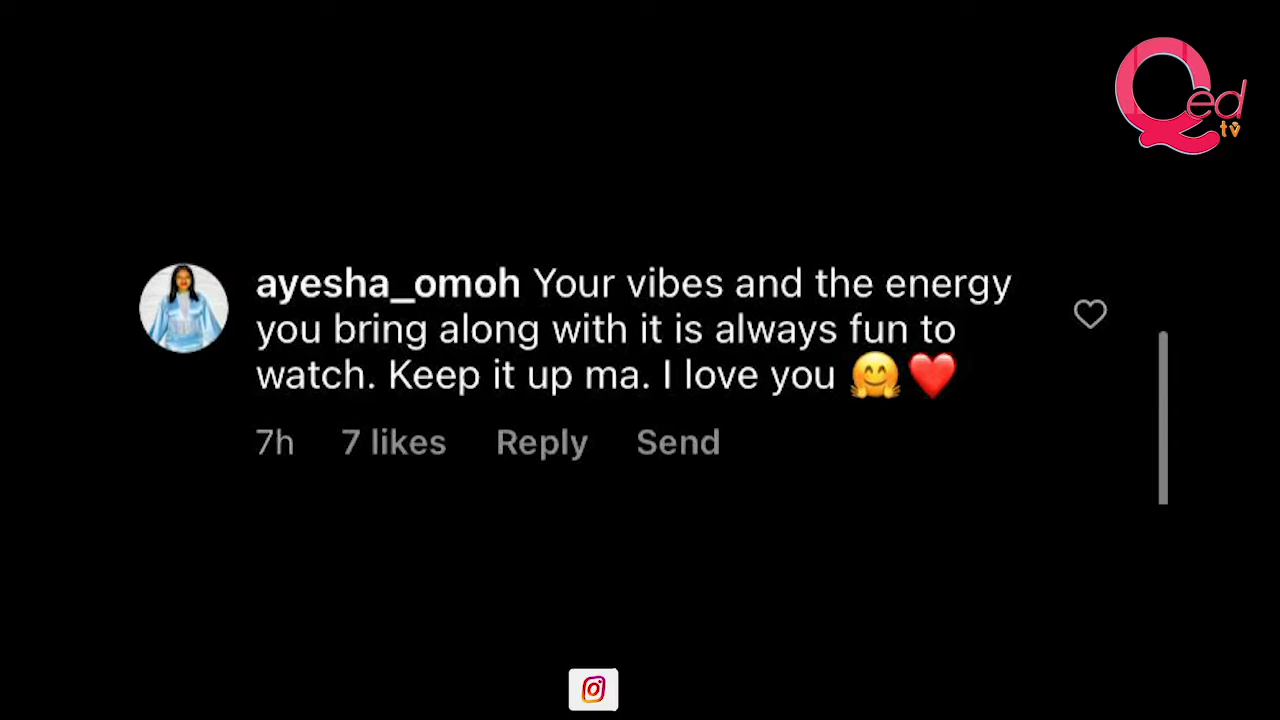 Qed
tv
ayesha_omoh Your vibes and the energy
you bring along with it is always fun to
watch. Keep it up ma. I love you 🤗❤️
7h 7 likes Reply Send